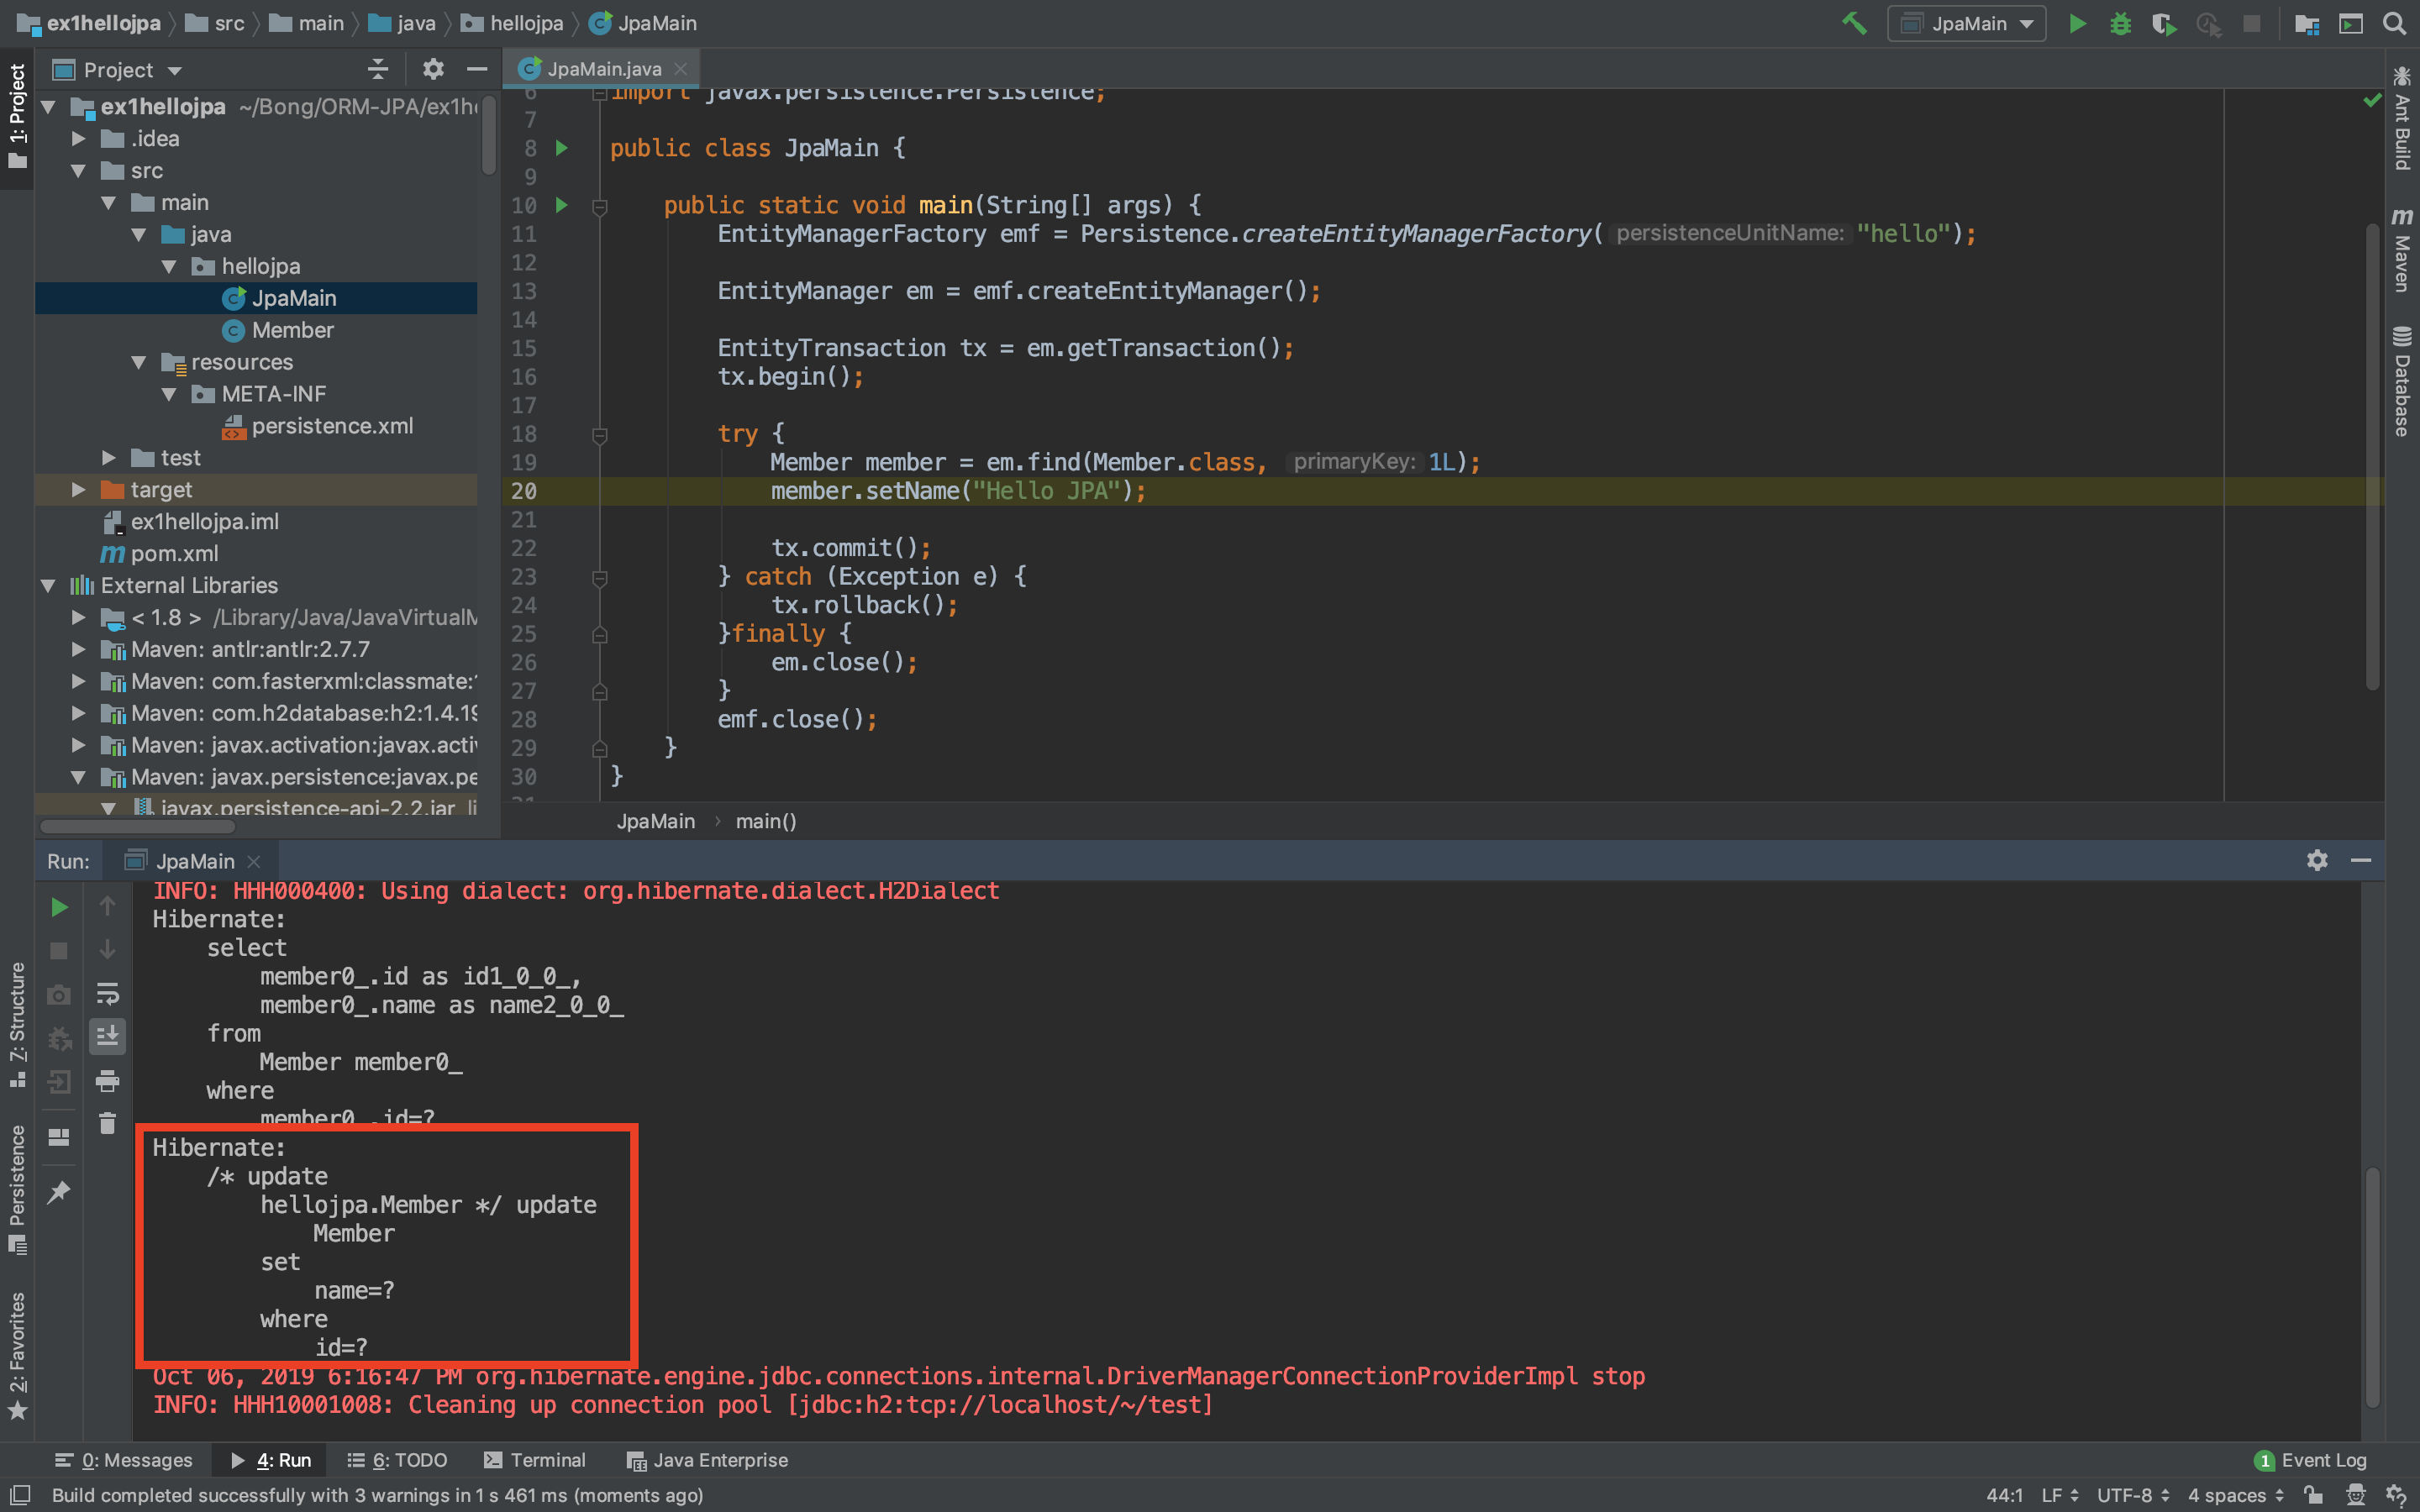 ex1hellojpa src main java hellojpa JpaMain
JpaMain
Project
JpaMain.java
1: Project
ex1hellojpa ~/Bong/ORM-JPA/ex1h
.idea
src
main
java
hellojpa
JpaMain
Member
resources
META-INF
persistence.xml
test
target
ex1hellojpa.iml
pom.xml
External Libraries
< 1.8 > /Library/Java/JavaVirtualM
Maven: antlr:antlr:2.7.7
Maven: com.fasterxml:classmate:
Maven: com.h2database:h2:1.4.19
Maven: javax.activation:javax.activ
Maven: javax.persistence:javax.pe
javax.persistence-api-2.2.jar li
6 import javax.persistence.Persistence;
7
8 public class JpaMain {
9
10 public static void main(String[] args) {
11 EntityManagerFactory emf = Persistence.createEntityManagerFactory( persistenceUnitName: "hello");
12
13 EntityManager em = emf.createEntityManager();
14
15 EntityTransaction tx = em.getTransaction();
16 tx.begin();
17
18 try {
19 Member member = em.find(Member.class, primaryKey: 1L);
20 member.setName("Hello JPA");
21
22 tx.commit();
23 } catch (Exception e) {
24 tx.rollback();
25 }finally {
26 em.close();
27 }
28 emf.close();
29 }
30 }
JpaMain › main()
Ant Build
Maven
Database
Run: JpaMain
INFO: HHH000400: Using dialect: org.hibernate.dialect.H2Dialect
Hibernate:
select
member0_.id as id1_0_0_,
member0_.name as name2_0_0_
from
Member member0_
where
member0_.id=?
Hibernate:
/* update
hellojpa.Member */ update
Member
set
name=?
where
id=?
Oct 06, 2019 6:16:47 PM org.hibernate.engine.jdbc.connections.internal.DriverManagerConnectionProviderImpl stop
INFO: HHH10001008: Cleaning up connection pool [jdbc:h2:tcp://localhost/~/test]
7: Structure
Persistence
2: Favorites
0: Messages 4: Run 6: TODO Terminal Java Enterprise 1 Event Log
Build completed successfully with 3 warnings in 1 s 461 ms (moments ago) 44:1 LF UTF-8 4 spaces